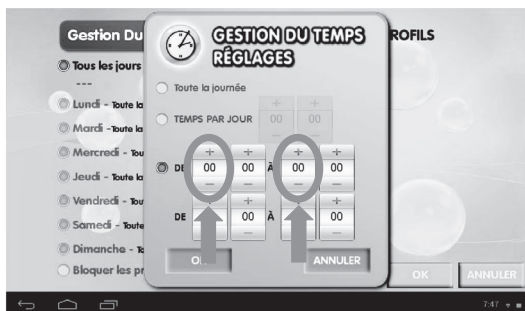 Gestion Du
ROFILS
GESTION DU TEMPS
RÉGLAGES
Tous les jours
---
Lundi - Toute la
Mardi -Toute la
Mercredi - Tou
Jeudi - Toute la
Vendredi - Tou
Samedi - Toute
Dimanche - To
Bloquer les pr
Toute la journée
+ +
TEMPS PAR JOUR 00 00
+ + + +
DE 00 00 À 00 00
- - - -
+ +
DE 00 À 00
- -
ANNULER
OK ANNULER
7:47